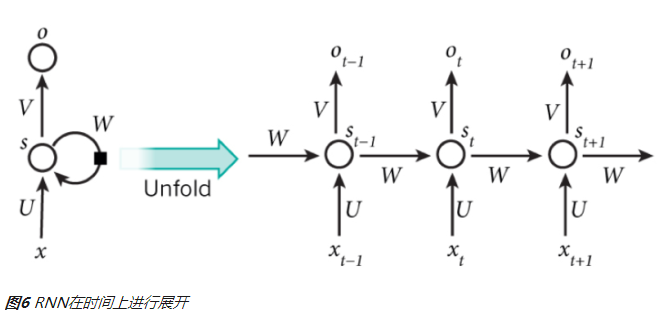 o
o_{t-1} o_t o_{t+1}
V W V V V
s W s_{t-1} s_t s_{t+1}
Unfold W W W
U U U U
x x_{t-1} x_t x_{t+1}
图6 RNN在时间上进行展开